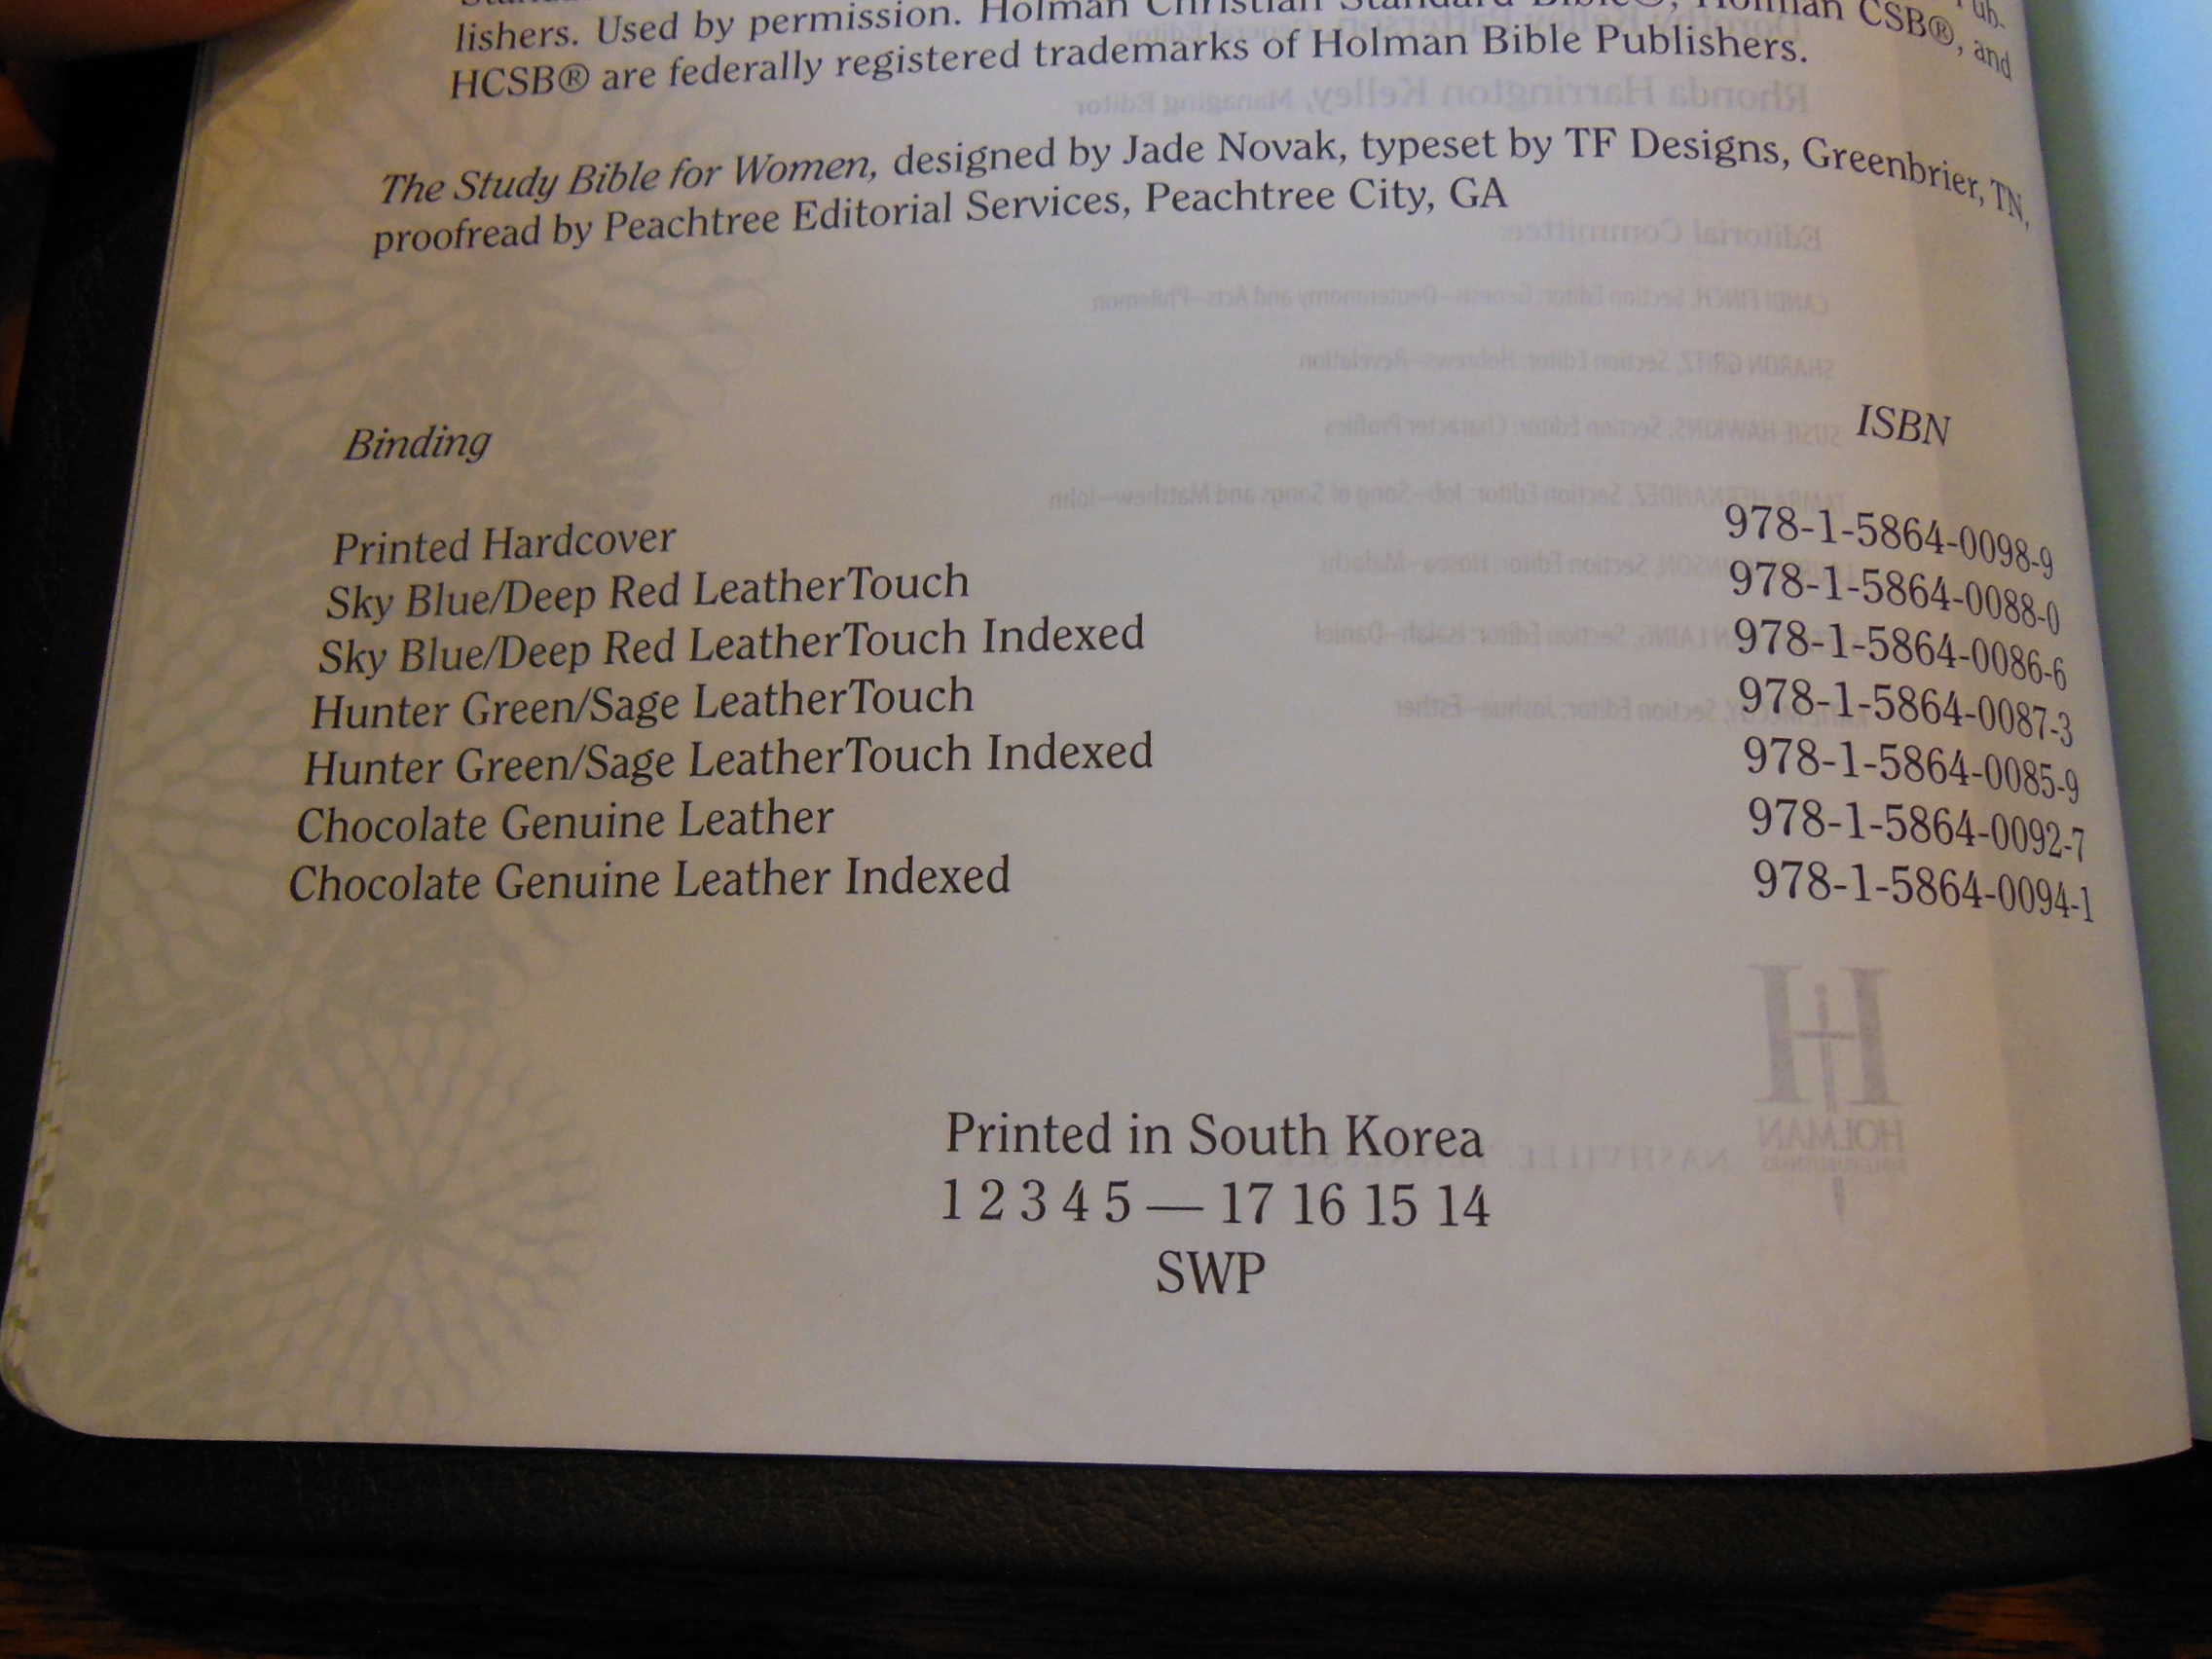 lishers. Used by permission. Holman Christian Standard Bible®, Holman CSB®, and
HCSB® are federally registered trademarks of Holman Bible Publishers.
The Study Bible for Women, designed by Jade Novak, typeset by TF Designs, Greenbrier, TN,
proofread by Peachtree Editorial Services, Peachtree City, GA
Binding ISBN
Printed Hardcover 978-1-5864-0098-9
Sky Blue/Deep Red LeatherTouch 978-1-5864-0088-0
Sky Blue/Deep Red LeatherTouch Indexed 978-1-5864-0086-6
Hunter Green/Sage LeatherTouch 978-1-5864-0087-3
Hunter Green/Sage LeatherTouch Indexed 978-1-5864-0085-9
Chocolate Genuine Leather 978-1-5864-0092-7
Chocolate Genuine Leather Indexed 978-1-5864-0094-1
Printed in South Korea
1 2 3 4 5 — 17 16 15 14
SWP